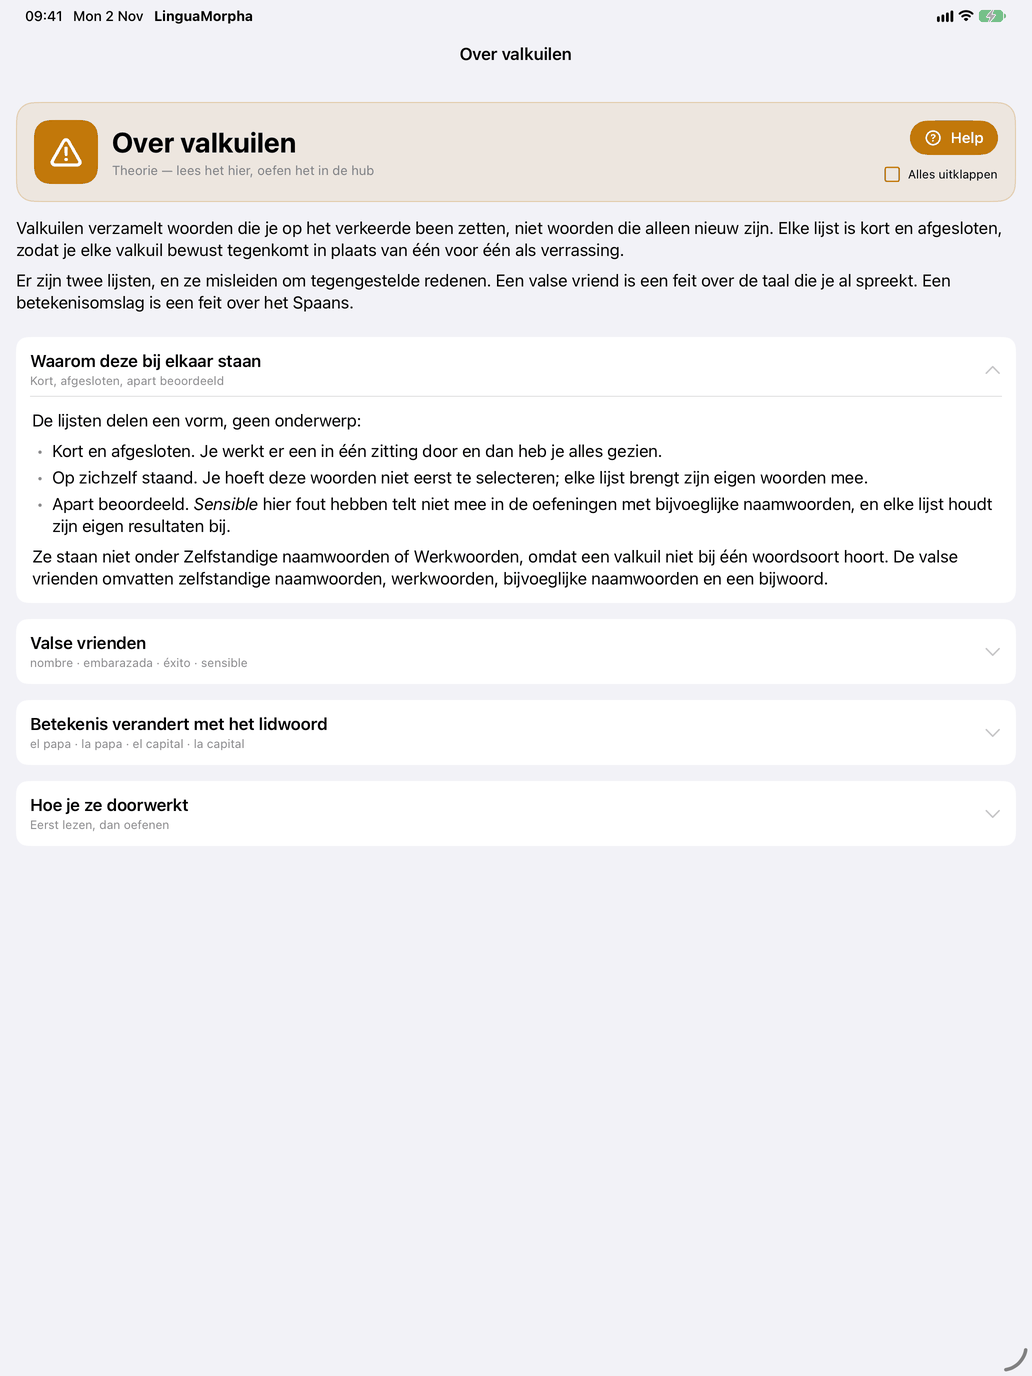 09:41 Mon 2 Nov LinguaMorpha
Over valkuilen
Over valkuilen
Theorie — lees het hier, oefen het in de hub
Help
Alles uitklappen
Valkuilen verzamelt woorden die je op het verkeerde been zetten, niet woorden die alleen nieuw zijn. Elke lijst is kort en afgesloten,
zodat je elke valkuil bewust tegenkomt in plaats van één voor één als verrassing.
Er zijn twee lijsten, en ze misleiden om tegengestelde redenen. Een valse vriend is een feit over de taal die je al spreekt. Een
betekenisomslag is een feit over het Spaans.
Waarom deze bij elkaar staan
Kort, afgesloten, apart beoordeeld
De lijsten delen een vorm, geen onderwerp:
• Kort en afgesloten. Je werkt er een in één zitting door en dan heb je alles gezien.
• Op zichzelf staand. Je hoeft deze woorden niet eerst te selecteren; elke lijst brengt zijn eigen woorden mee.
• Apart beoordeeld. Sensible hier fout hebben telt niet mee in de oefeningen met bijvoeglijke naamwoorden, en elke lijst houdt
zijn eigen resultaten bij.
Ze staan niet onder Zelfstandige naamwoorden of Werkwoorden, omdat een valkuil niet bij één woordsoort hoort. De valse
vrienden omvatten zelfstandige naamwoorden, werkwoorden, bijvoeglijke naamwoorden en een bijwoord.
Valse vrienden
nombre · embarazada · éxito · sensible
Betekenis verandert met het lidwoord
el papa · la papa · el capital · la capital
Hoe je ze doorwerkt
Eerst lezen, dan oefenen